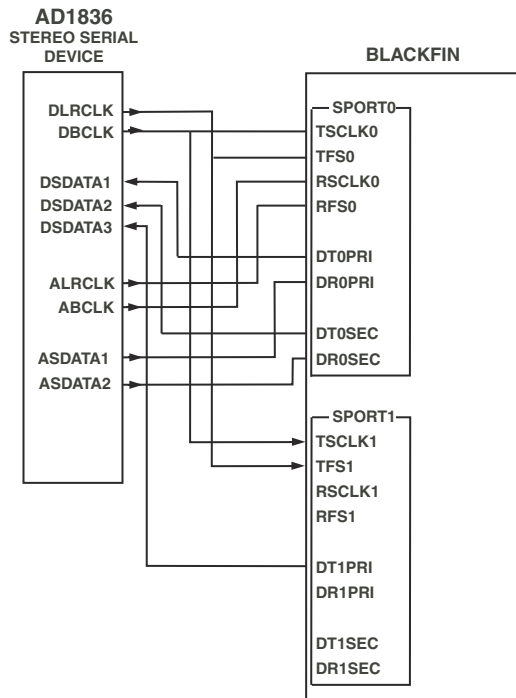 AD1836
STEREO SERIAL
DEVICE
DLRCLK
DBCLK
DSDATA1
DSDATA2
DSDATA3
ALRCLK
ABCLK
ASDATA1
ASDATA2
BLACKFIN
SPORT0
TSCLK0
TFS0
RSCLK0
RFS0
DT0PRI
DR0PRI
DT0SEC
DR0SEC
SPORT1
TSCLK1
TFS1
RSCLK1
RFS1
DT1PRI
DR1PRI
DT1SEC
DR1SEC